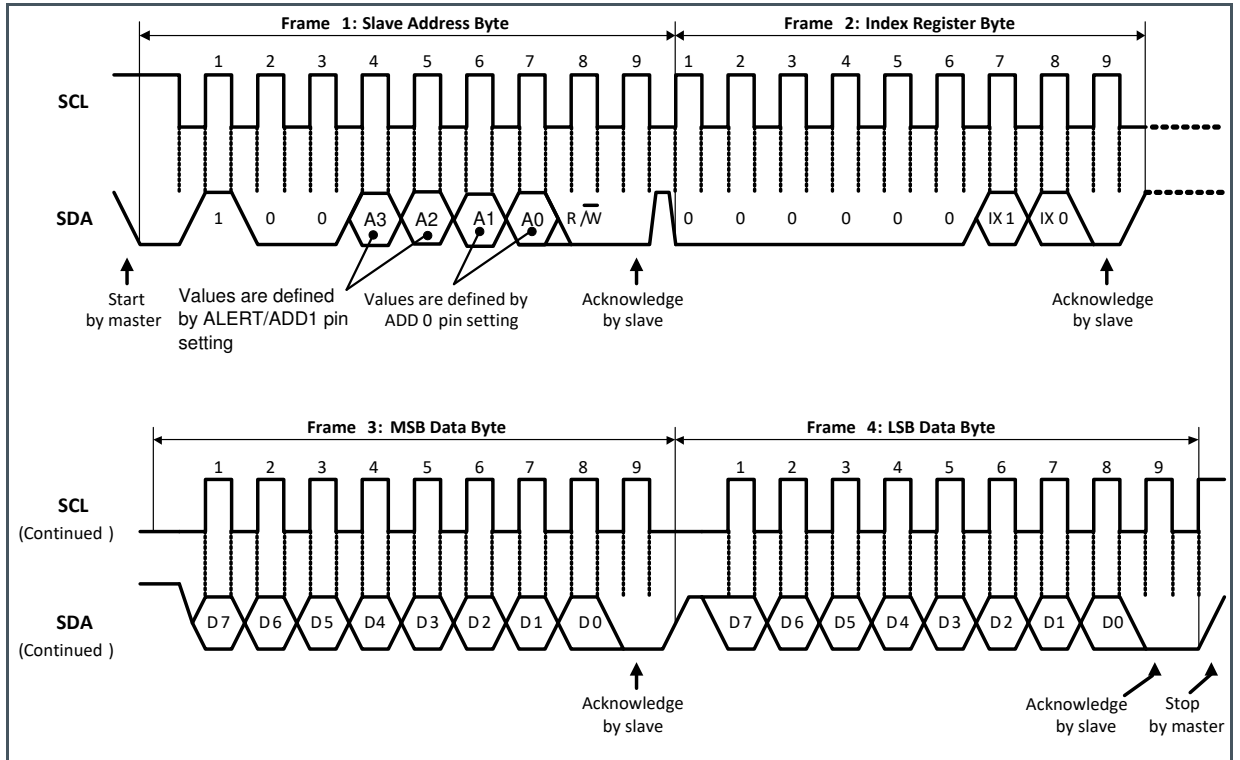 Frame 1: Slave Address Byte Frame 2: Index Register Byte
1 2 3 4 5 6 7 8 9 1 2 3 4 5 6 7 8 9
SCL
SDA 1 0 0 A3 A2 A1 A0 R/W 0 0 0 0 0 0 IX 1 IX 0
Start
by master
Values are defined
by ALERT/ADD1 pin
setting
Values are defined by
ADD 0 pin setting
Acknowledge
by slave
Acknowledge
by slave
Frame 3: MSB Data Byte Frame 4: LSB Data Byte
1 2 3 4 5 6 7 8 9 1 2 3 4 5 6 7 8 9
SCL
(Continued )
SDA D7 D6 D5 D4 D3 D2 D1 D0 D7 D6 D5 D4 D3 D2 D1 D0
(Continued )
Acknowledge
by slave
Acknowledge
by slave
Stop
by master